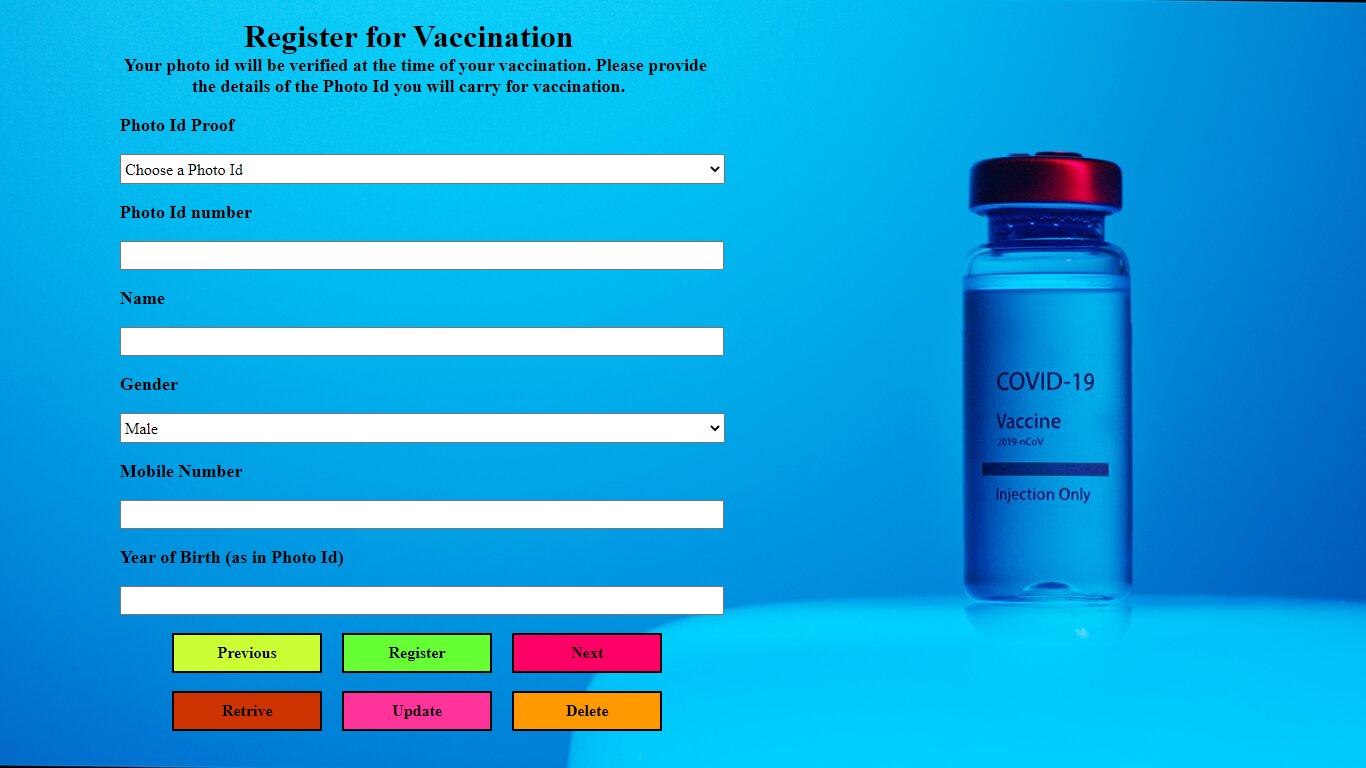 Register for Vaccination
Your photo id will be verified at the time of your vaccination. Please provide
the details of the Photo Id you will carry for vaccination.
Photo Id Proof
Choose a Photo Id
Photo Id number
Name
Gender
Male
Mobile Number
Year of Birth (as in Photo Id)
Previous
Register
Next
Retrive
Update
Delete
COVID-19
Vaccine
2019-nCoV
Injection Only